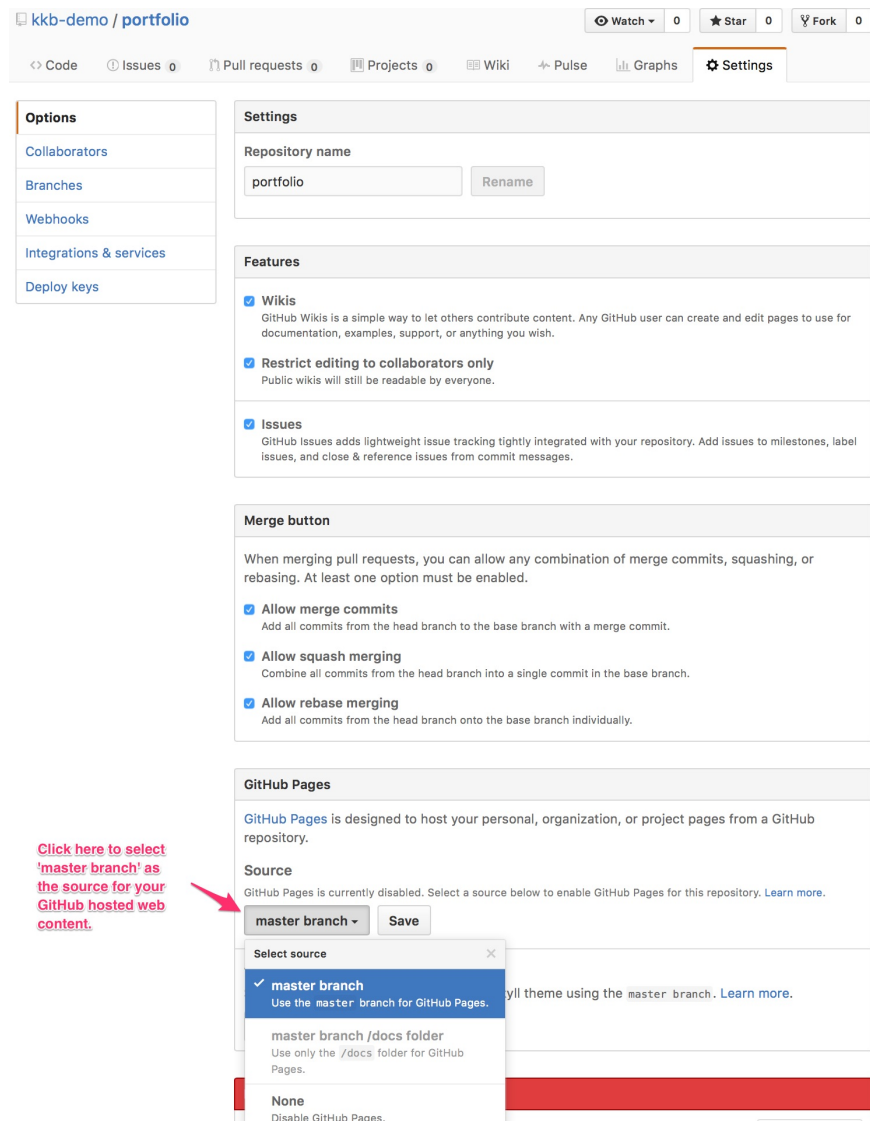 kkb-demo / portfolio
Watch 0 Star 0 Fork 0
Code Issues 0 Pull requests 0 Projects 0 Wiki Pulse Graphs Settings
Options
Collaborators
Branches
Webhooks
Integrations & services
Deploy keys
Settings
Repository name
portfolio Rename
Features
Wikis
GitHub Wikis is a simple way to let others contribute content. Any GitHub user can create and edit pages to use for
documentation, examples, support, or anything you wish.
Restrict editing to collaborators only
Public wikis will still be readable by everyone.
Issues
GitHub Issues adds lightweight issue tracking tightly integrated with your repository. Add issues to milestones, label
issues, and close & reference issues from commit messages.
Merge button
When merging pull requests, you can allow any combination of merge commits, squashing, or
rebasing. At least one option must be enabled.
Allow merge commits
Add all commits from the head branch to the base branch with a merge commit.
Allow squash merging
Combine all commits from the head branch into a single commit in the base branch.
Allow rebase merging
Add all commits from the head branch onto the base branch individually.
GitHub Pages
GitHub Pages is designed to host your personal, organization, or project pages from a GitHub
repository.
Click here to select
'master branch' as
the source for your
GitHub hosted web
content.
Source
GitHub Pages is currently disabled. Select a source below to enable GitHub Pages for this repository. Learn more.
master branch Save
Select source
master branch
Use the master branch for GitHub Pages.
yll theme using the master branch. Learn more.
master branch /docs folder
Use only the /docs folder for GitHub
Pages.
None
Disable GitHub Pages.